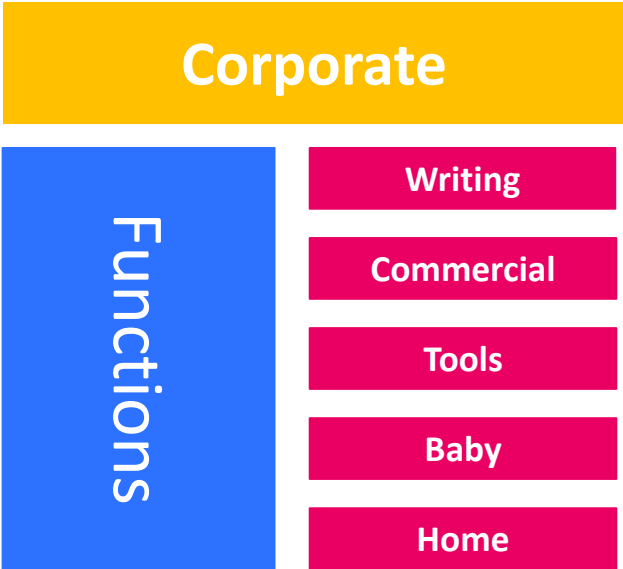 Corporate
Functions
Writing
Commercial
Tools
Baby
Home